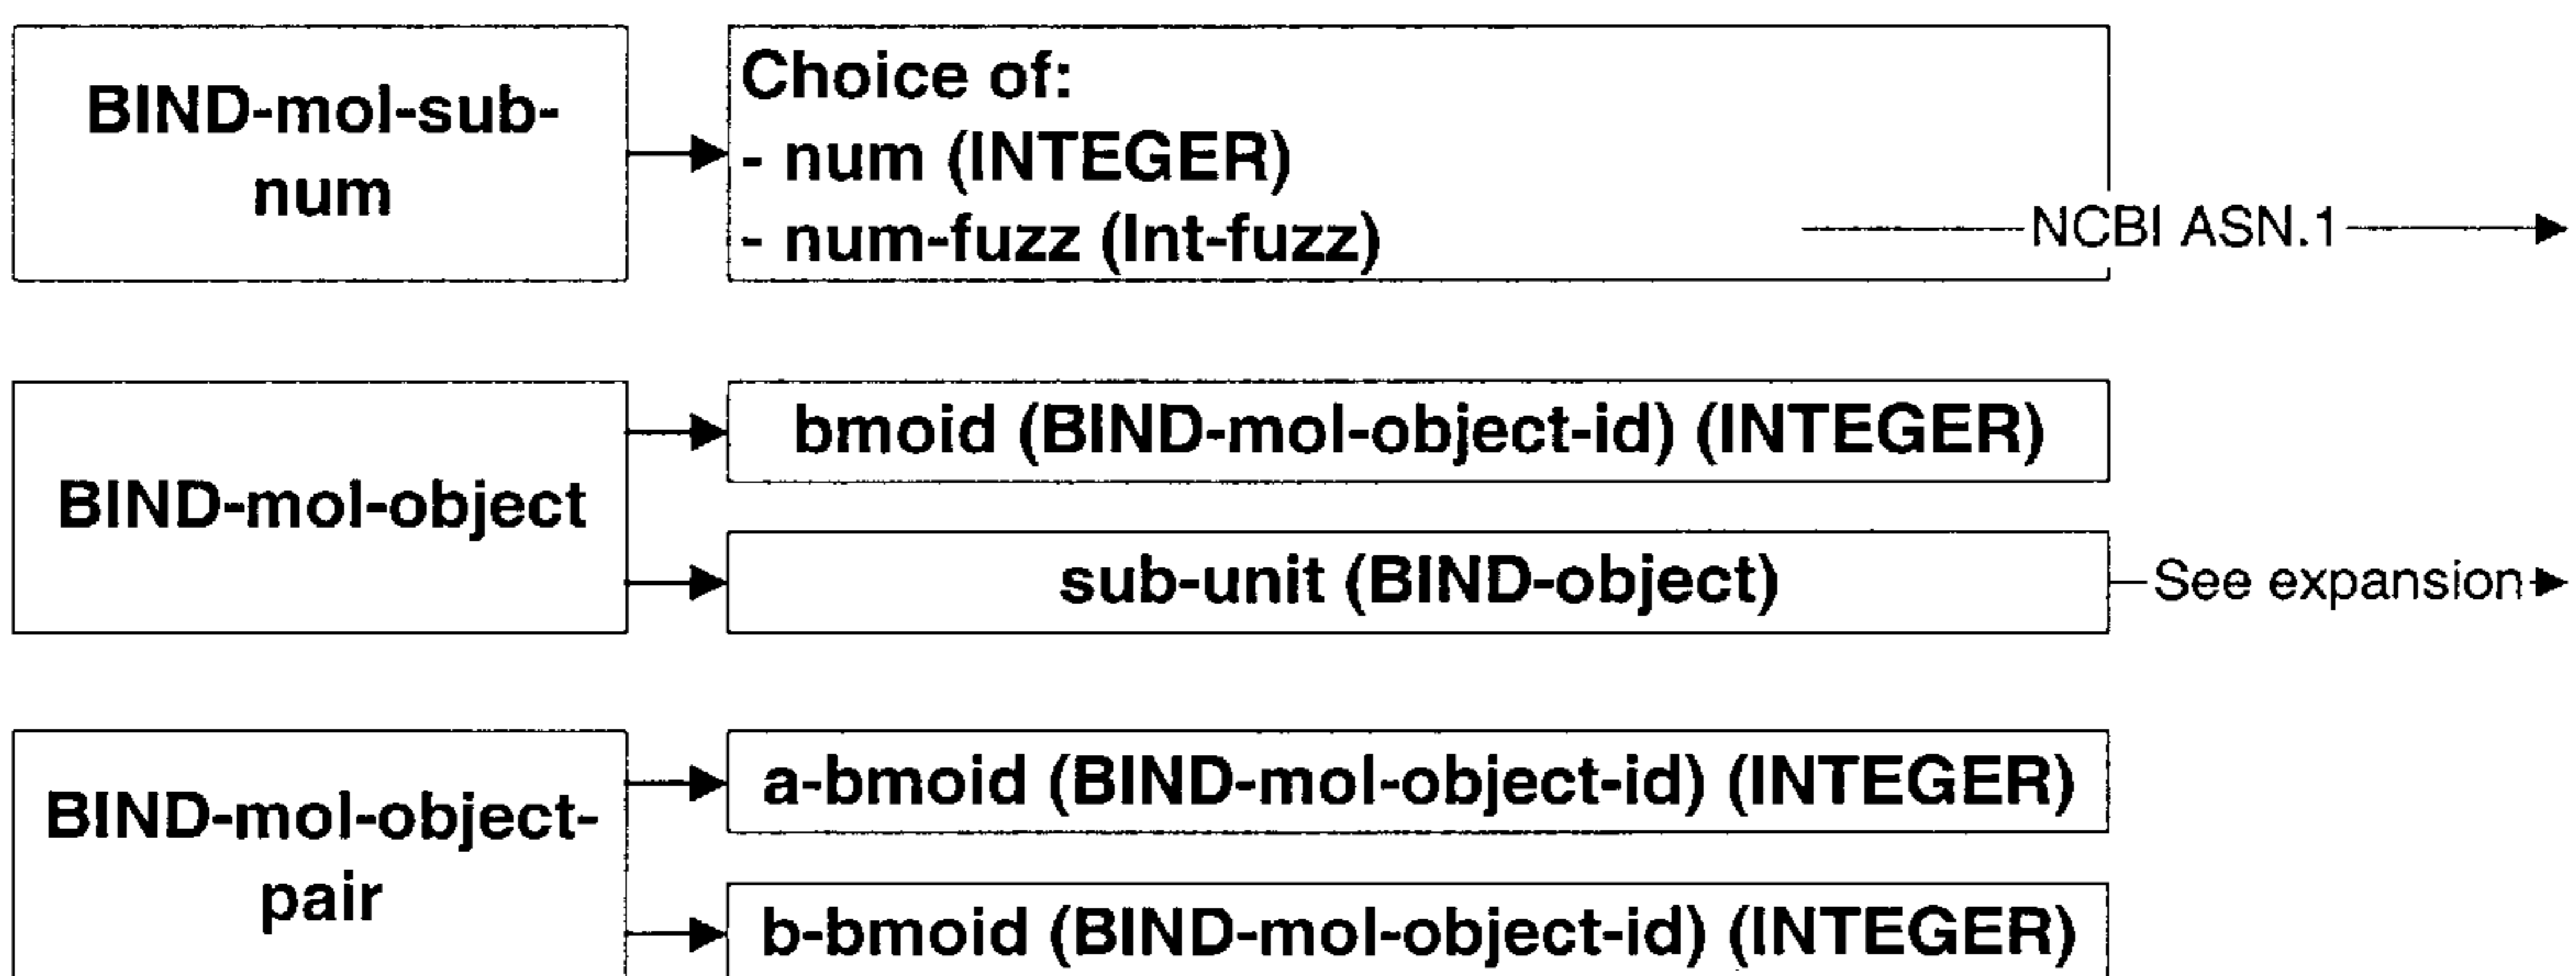 BIND-mol-sub-
num
Choice of:
- num (INTEGER)
- num-fuzz (Int-fuzz)
NCBI ASN.1
BIND-mol-object
bmoid (BIND-mol-object-id) (INTEGER)
sub-unit (BIND-object)
See expansion
BIND-mol-object-
pair
a-bmoid (BIND-mol-object-id) (INTEGER)
b-bmoid (BIND-mol-object-id) (INTEGER)